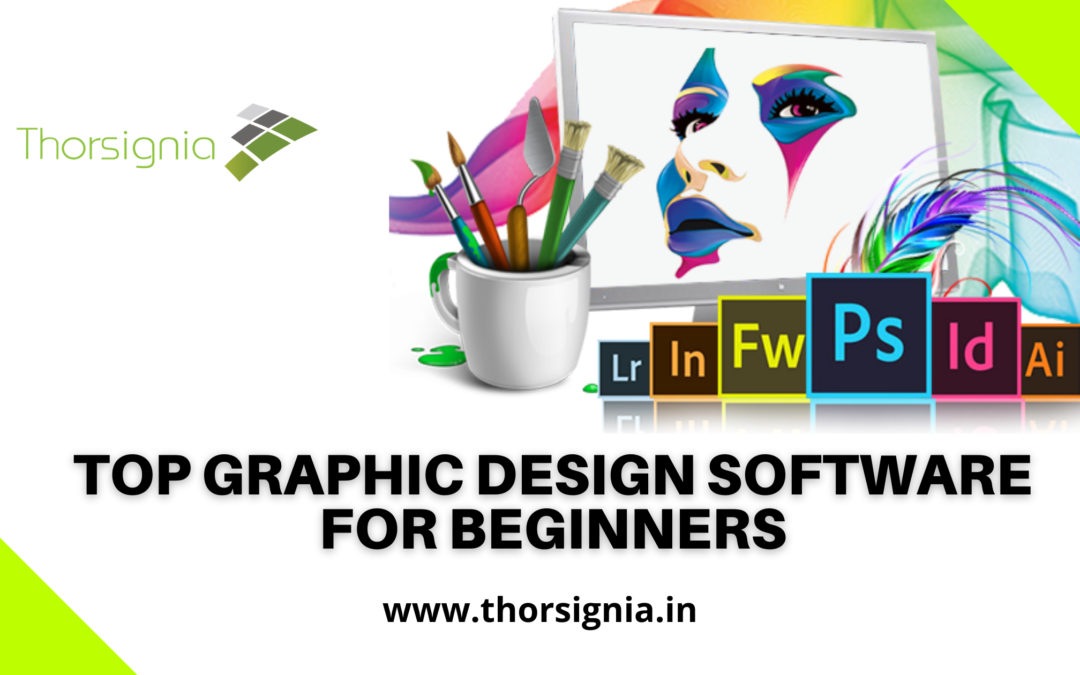 Thorsignia
Lr
In
Fw
Ps
Id
Ai
TOP GRAPHIC DESIGN SOFTWARE
FOR BEGINNERS
www.thorsignia.in